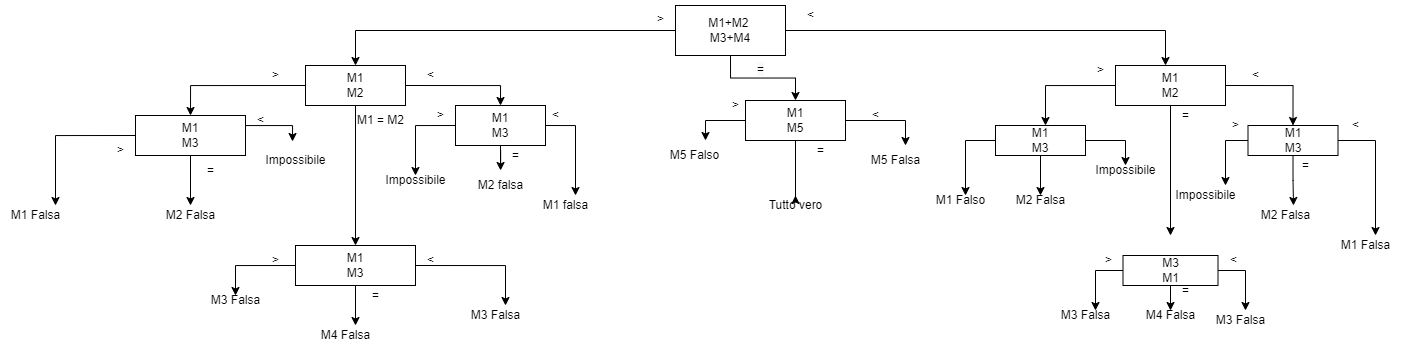 > M1+M2 <
M3+M4
=
> M1 <
M2
M1 = M2
> M1 <
M3
=
Impossibile
M1 Falsa
M2 Falsa
> M1 <
M3
=
Impossibile
M2 falsa
M1 falsa
> M1 <
M3
=
M3 Falsa
M4 Falsa
M3 Falsa
> M1 <
M5
=
M5 Falso
M5 Falsa
Tutto vero
> M1 <
M2
=
M1
M3
Impossibile
M1 Falso
M2 Falsa
> M1 <
M3
=
Impossibile
M2 Falsa
M1 Falsa
> M3 <
M1
=
M3 Falsa
M4 Falsa
M3 Falsa